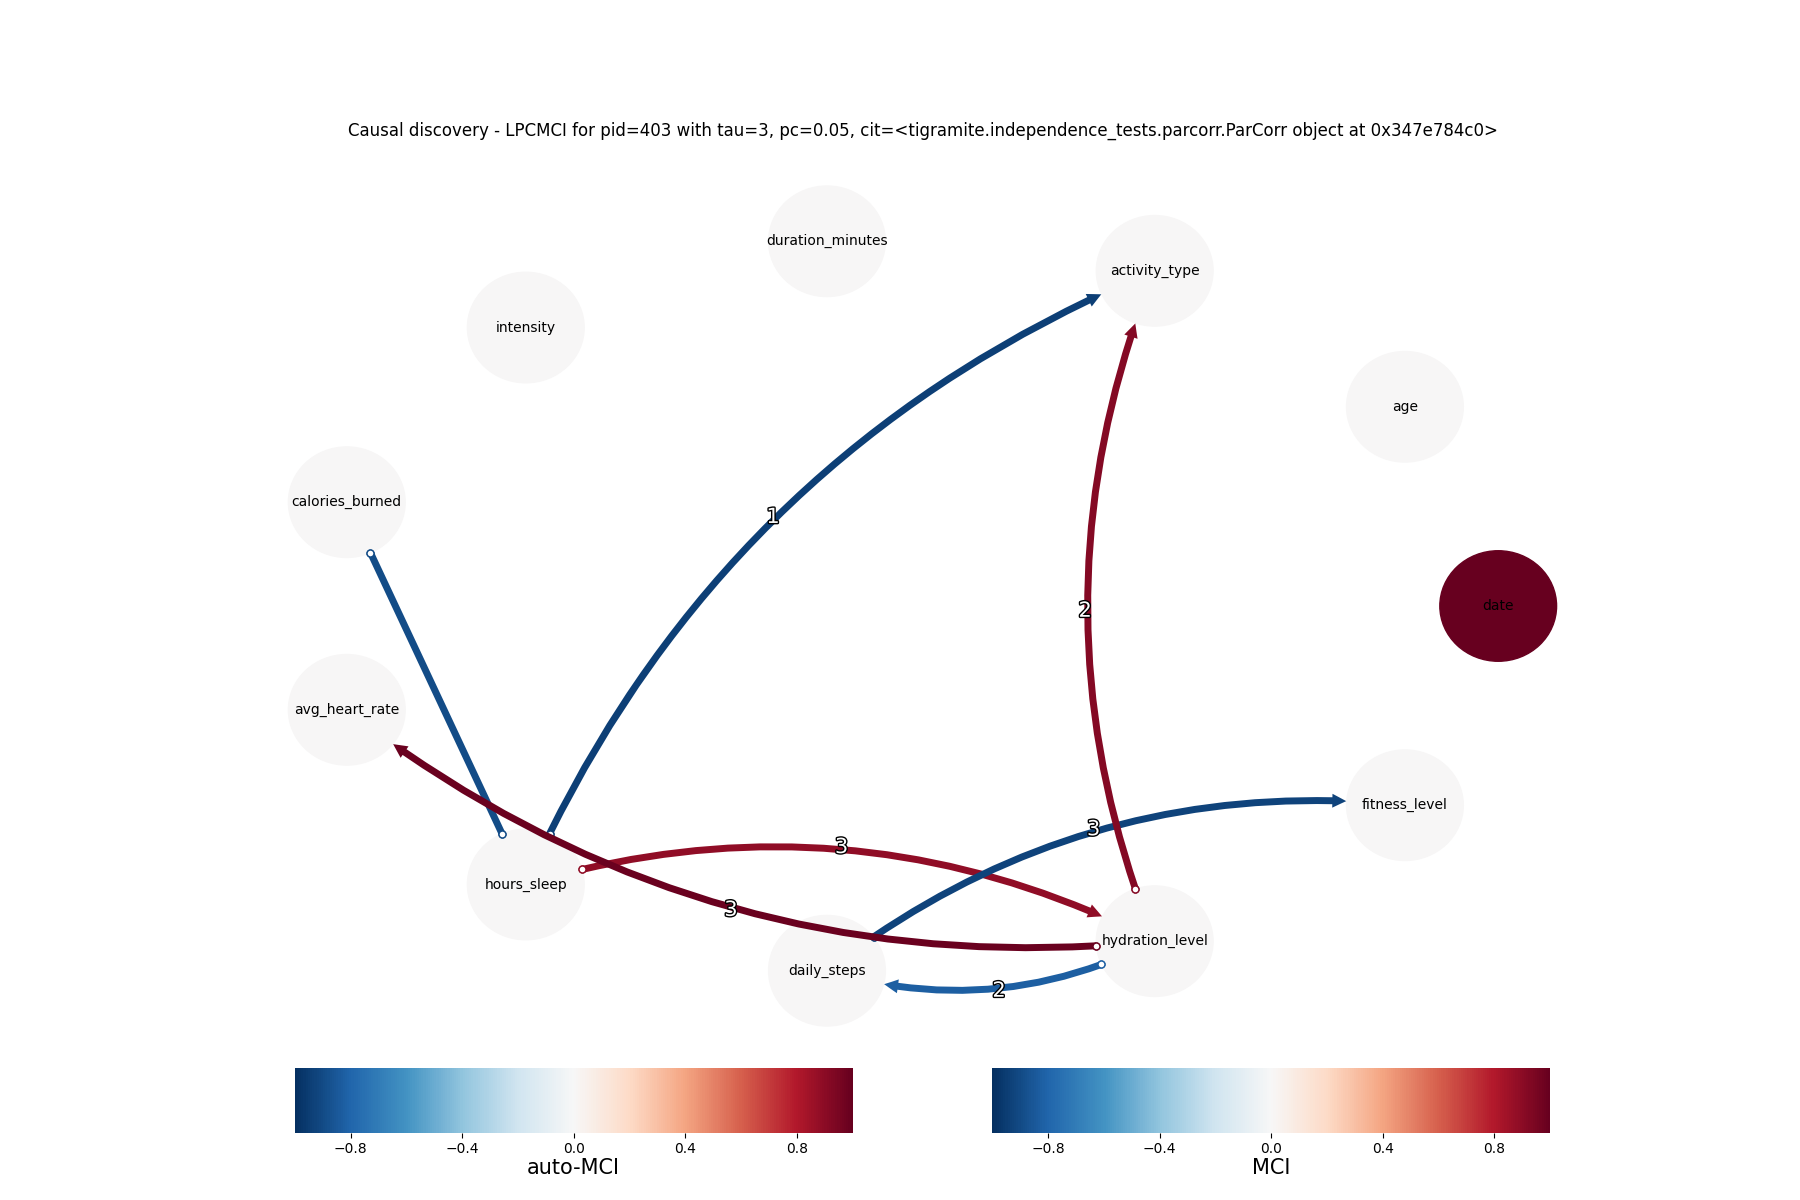 Causal discovery - LPCMCI for pid=403 with tau=3, pc=0.05, cit=<tigramite.independence_tests.parcorr.ParCorr object at 0x347e784c0>
duration_minutes
activity_type
intensity
age
calories_burned
1
date
2
avg_heart_rate
fitness_level
3
3
hours_sleep
3
hydration_level
daily_steps
2
−0.8 −0.4 0.0 0.4 0.8
auto-MCI
−0.8 −0.4 0.0 0.4 0.8
MCI